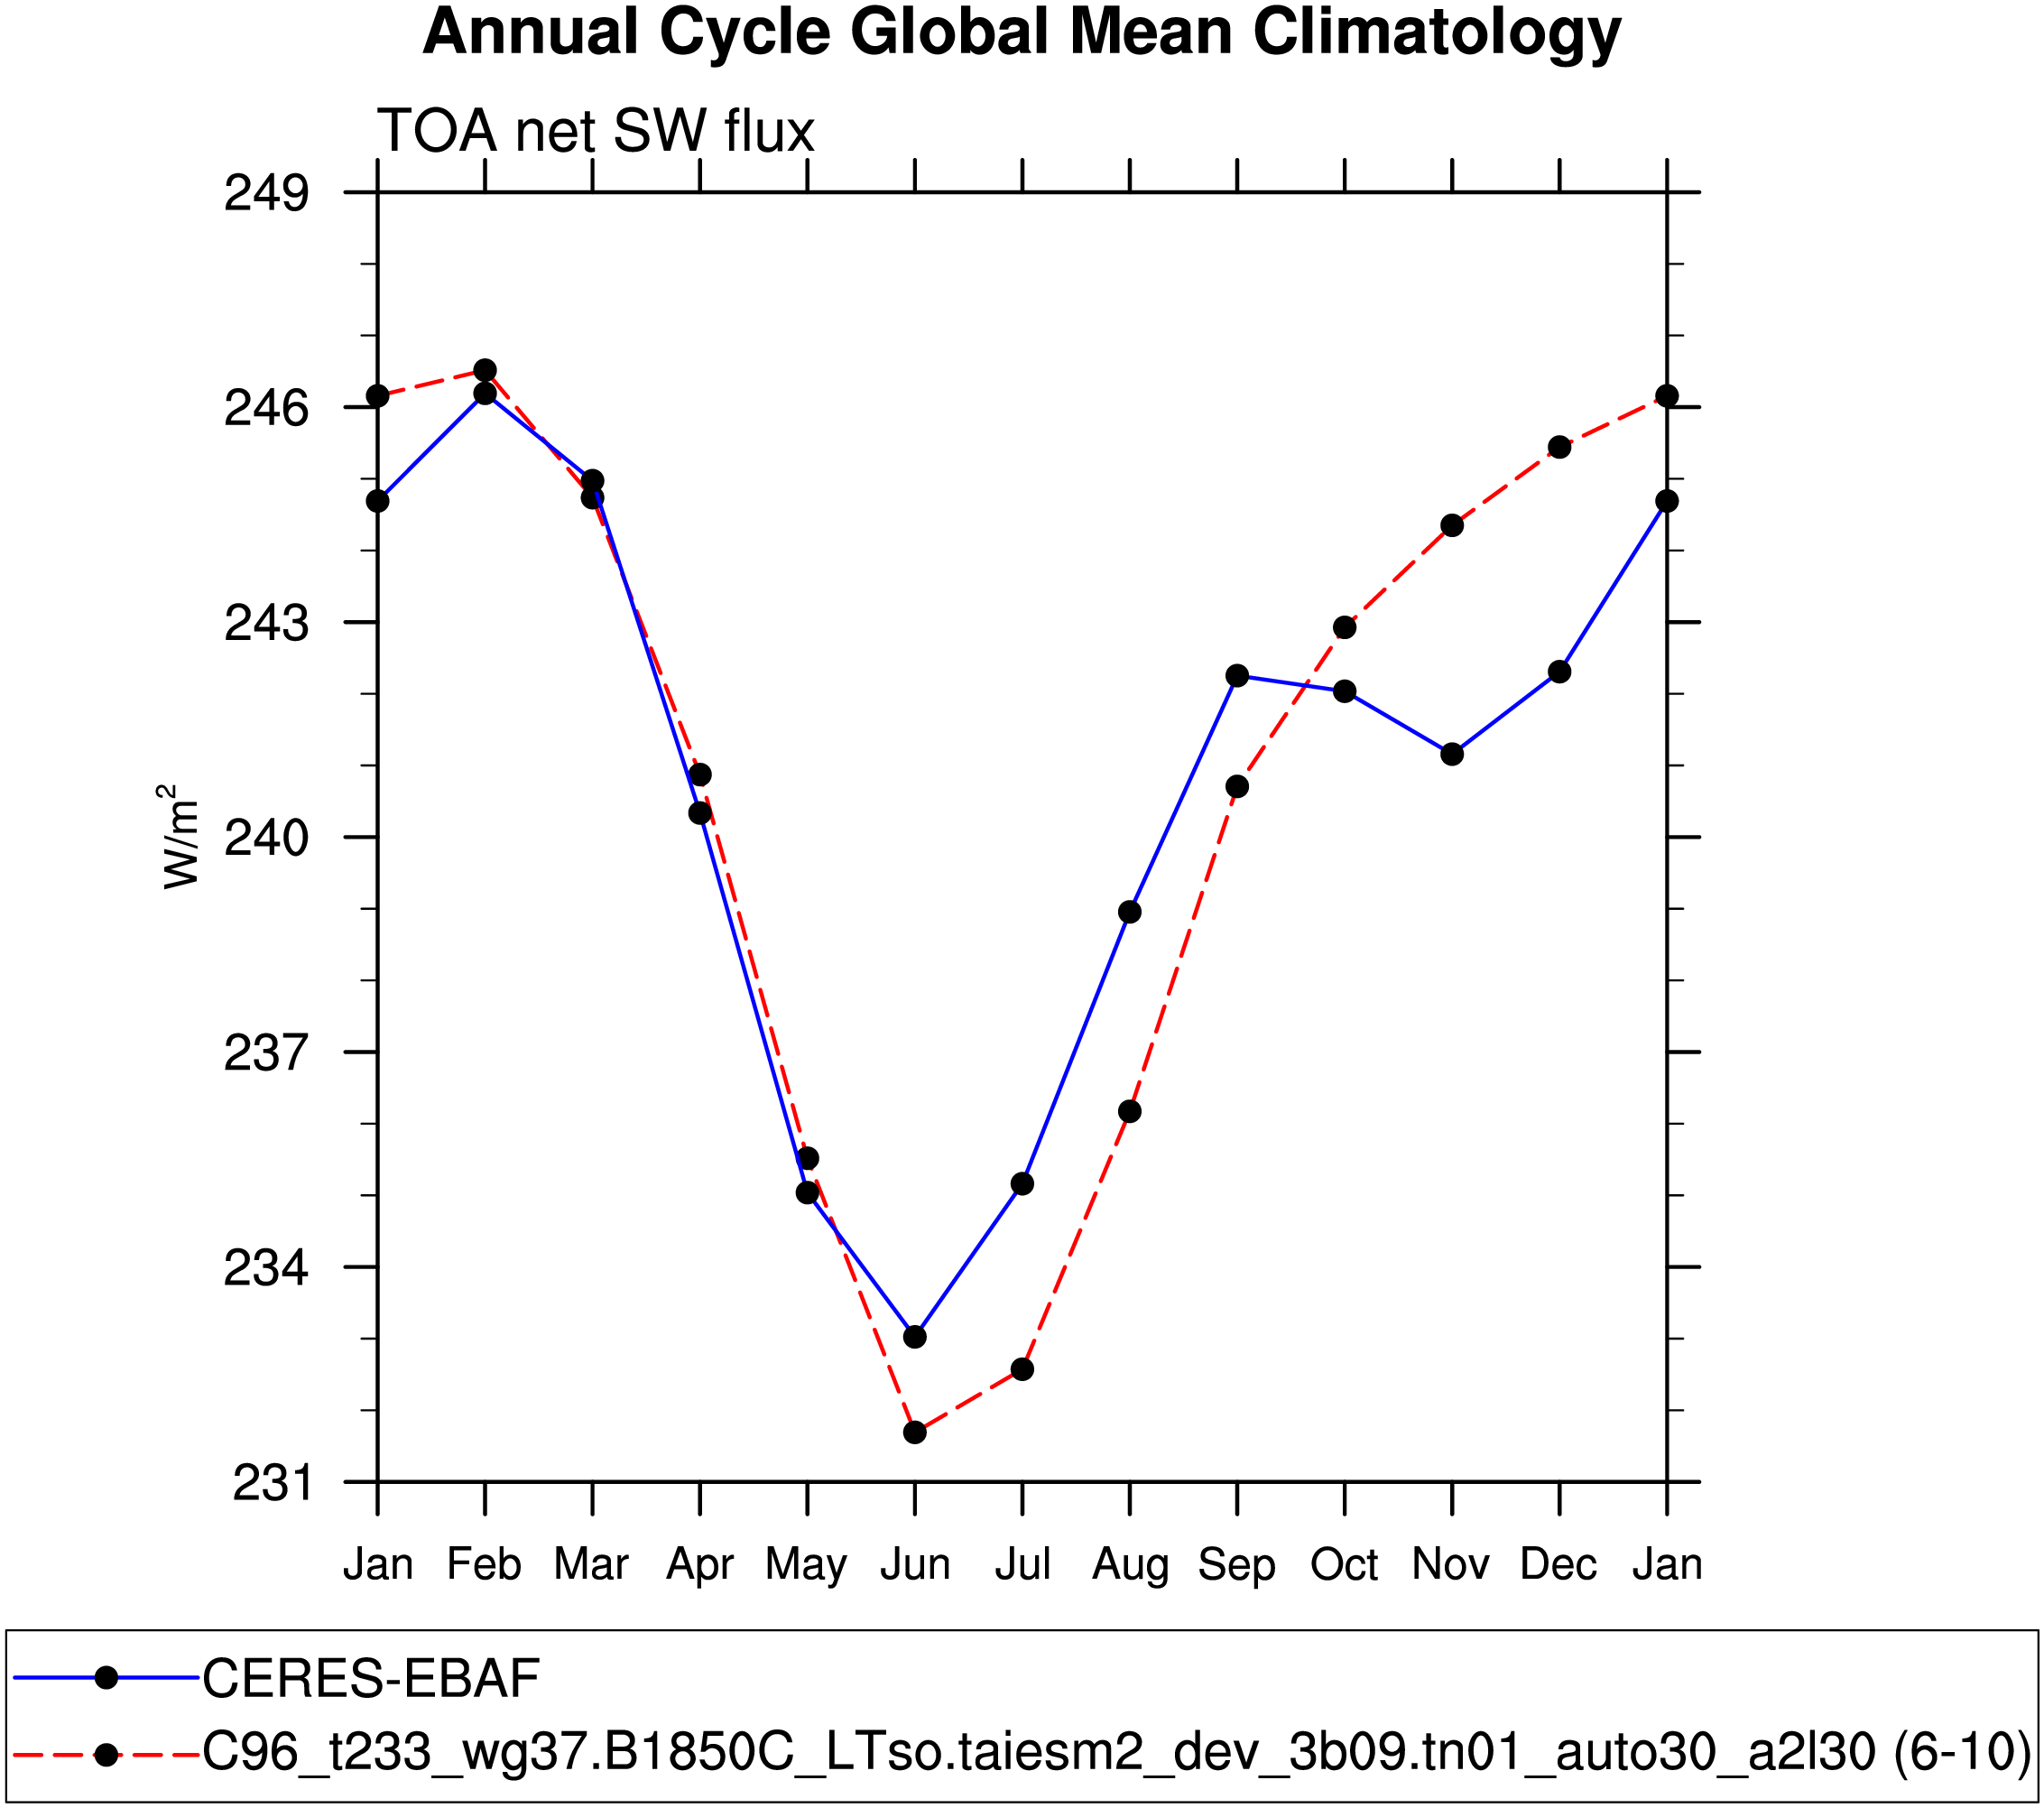 Annual Cycle Global Mean Climatology
TOA net SW flux
249
246
243
240
237
234
231
W/m²
Jan Feb Mar Apr May Jun Jul Aug Sep Oct Nov Dec Jan
CERES-EBAF
C96_t233_wg37.B1850C_LTso.taiesm2_dev_3b09.tn01_auto30_a2l30 (6-10)